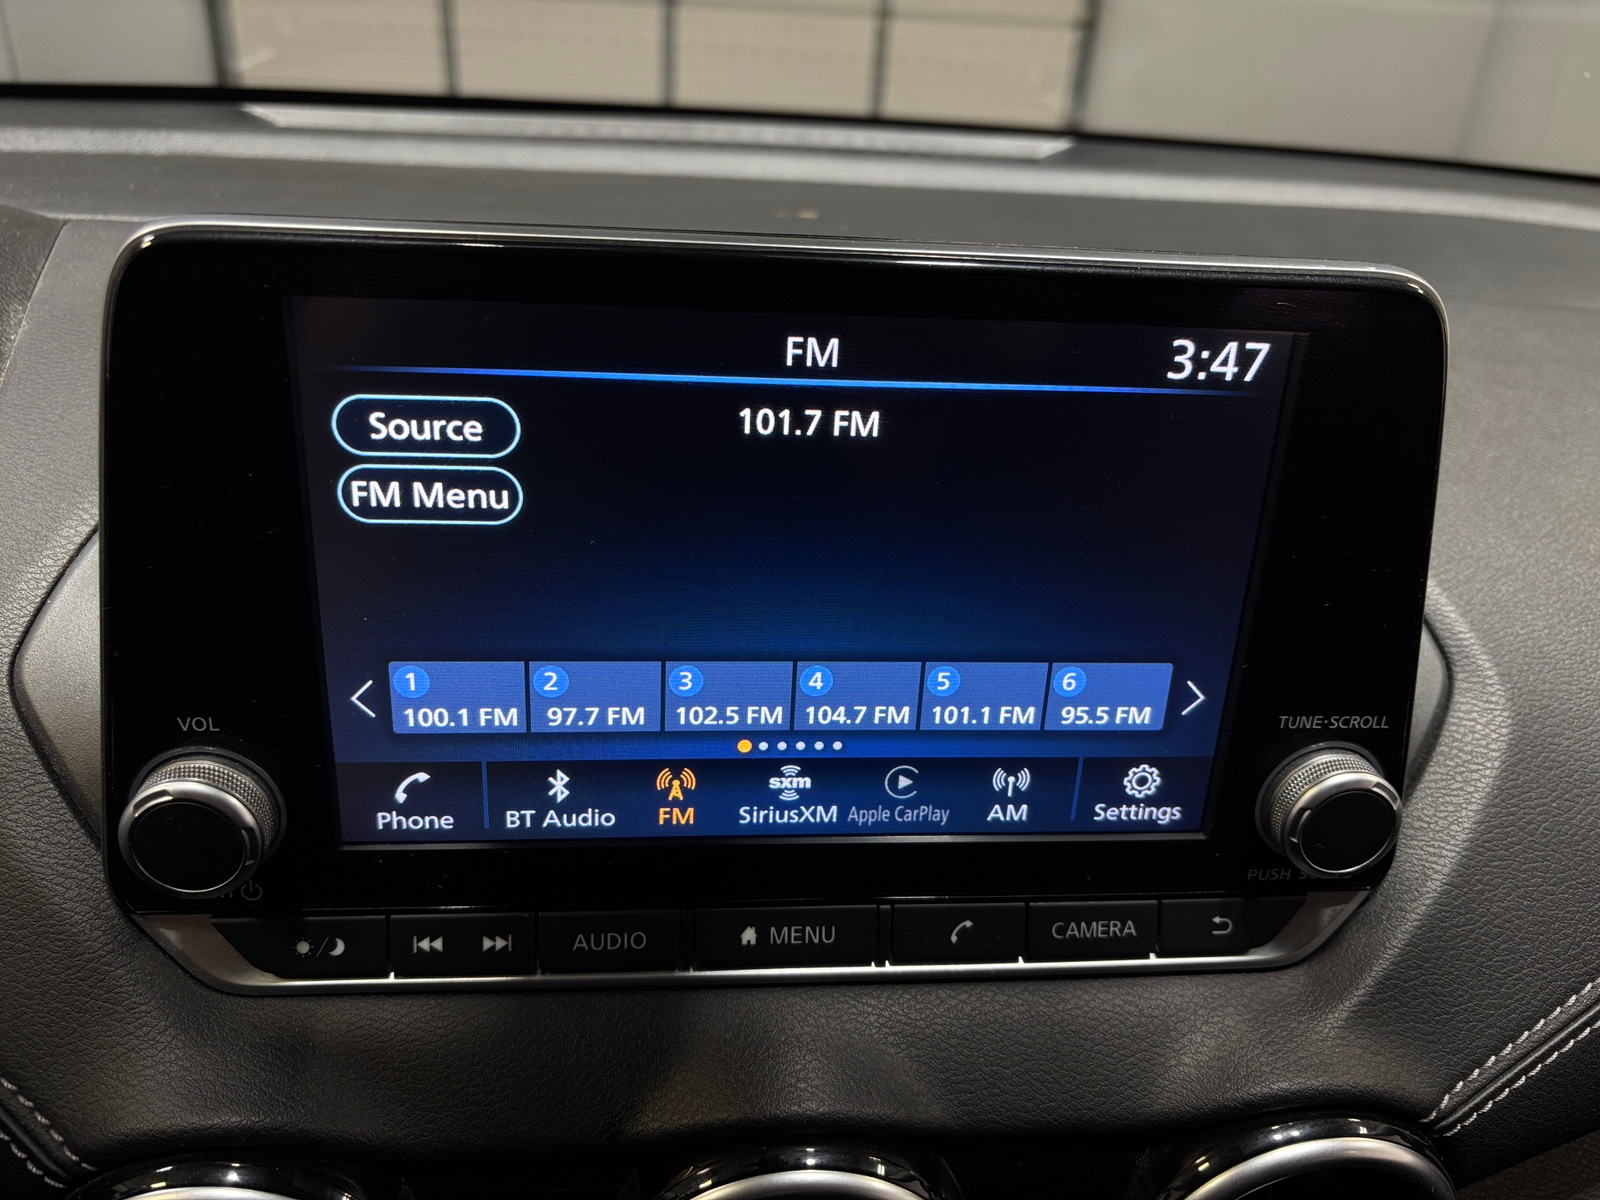 FM
3:47
Source
101.7 FM
FM Menu
1
2
3
4
5
6
100.1 FM
97.7 FM
102.5 FM
104.7 FM
101.1 FM
95.5 FM
VOL
TUNE·SCROLL
sxm
Phone
BT Audio
FM
SiriusXM
Apple CarPlay
AM
Settings
PUSH
AUDIO
MENU
CAMERA